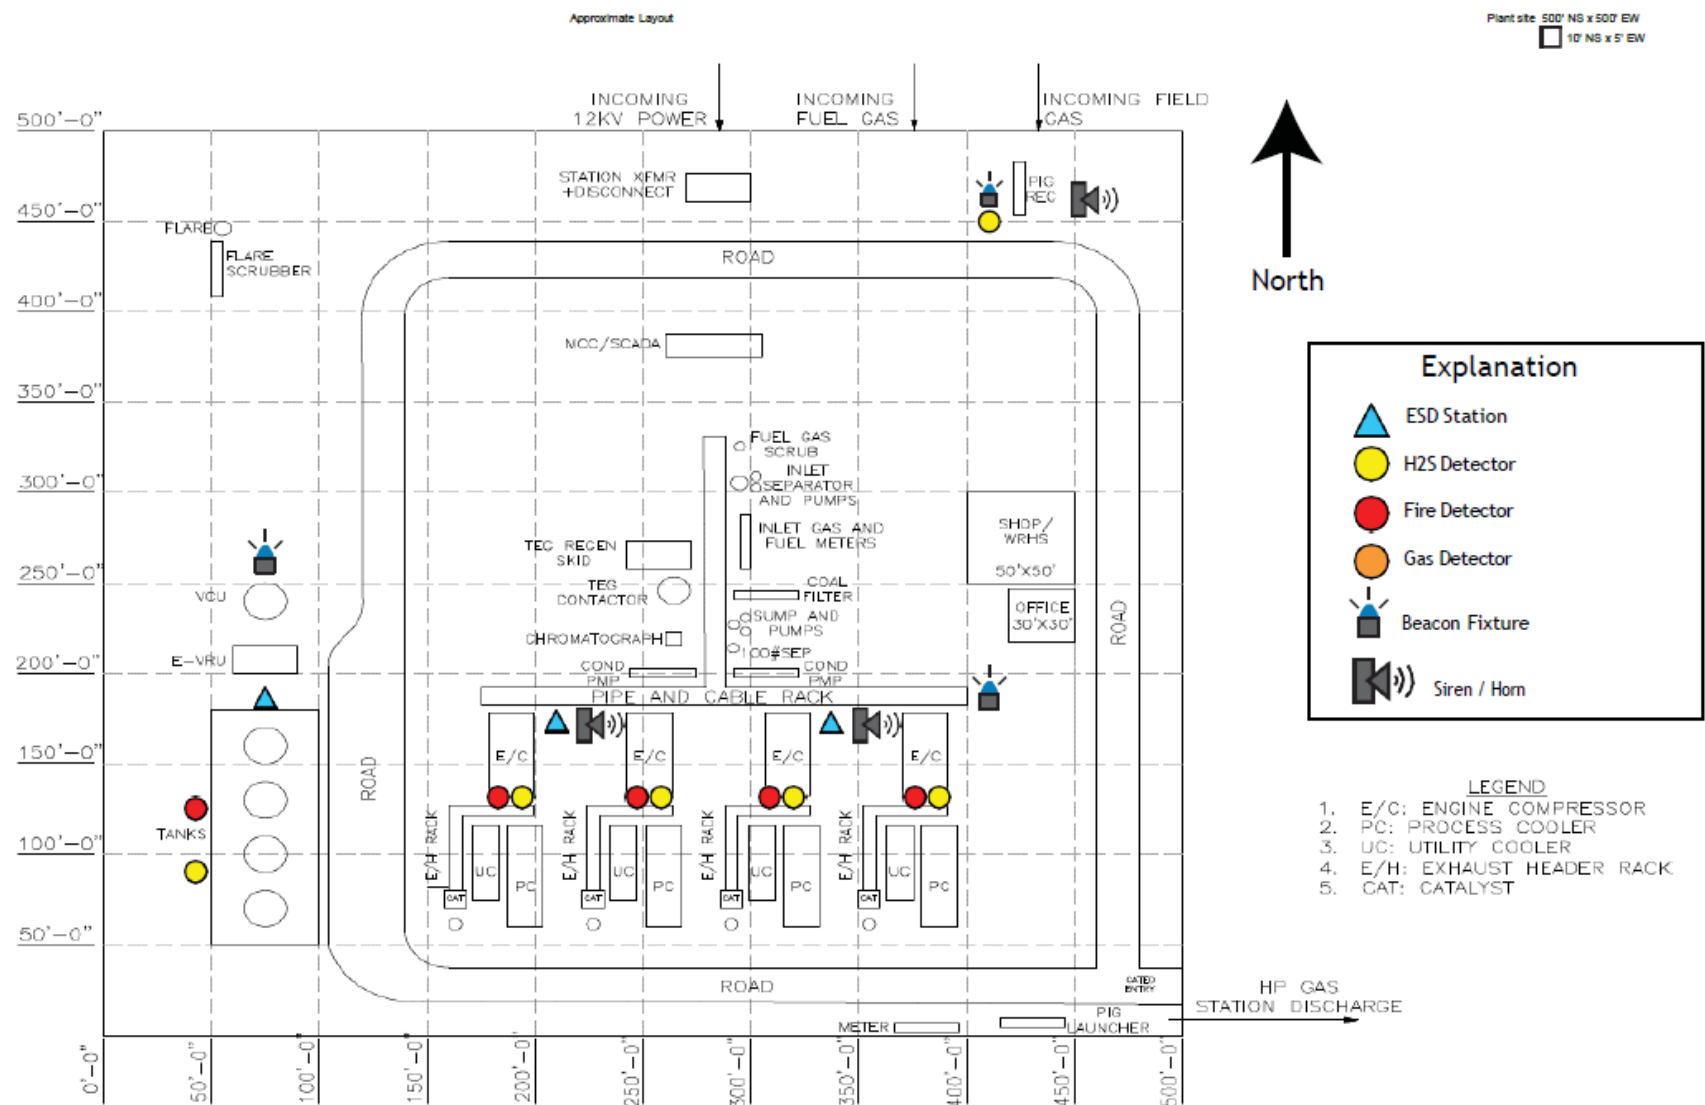 Approximate Layout
Plant site 500' NS x 500' EW
10' NS x 5' EW
INCOMING
12KV POWER
INCOMING
FUEL GAS
INCOMING FIELD
GAS
500'-0"
450'-0"
400'-0"
350'-0"
300'-0"
250'-0"
200'-0"
150'-0"
100'-0"
50'-0"
STATION XFMR
+DISCONNECT
PIG
REC
FLARE
FLARE
SCRUBBER
ROAD
North
MCC/SCADA
FUEL GAS
SCRUB
INLET
SEPARATOR
AND PUMPS
INLET GAS AND
FUEL METERS
TEG REGEN
SKID
TEG
CONTACTOR
COAL
FILTER
SUMP AND
PUMPS
CHROMATOGRAPH
100#SEP
COND
PMP
COND
PMP
PIPE AND CABLE RACK
SHOP/
WRHS
50'X50'
OFFICE
30'X30'
ROAD
VCU
E-VRU
TANKS
ROAD
E/C
E/C
E/C
E/C
E/H RACK
E/H RACK
E/H RACK
E/H RACK
UC
PC
UC
PC
UC
PC
UC
PC
CAT
CAT
CAT
CAT
ROAD
GATED
ENTRY
METER
PIG
LAUNCHER
HP GAS
STATION DISCHARGE
0'-0"
50'-0"
100'-0"
150'-0"
200'-0"
250'-0"
300'-0"
350'-0"
400'-0"
450'-0"
500'-0"
Explanation
ESD Station
H2S Detector
Fire Detector
Gas Detector
Beacon Fixture
Siren / Horn
LEGEND
1. E/C: ENGINE COMPRESSOR
2. PC: PROCESS COOLER
3. UC: UTILITY COOLER
4. E/H: EXHAUST HEADER RACK
5. CAT: CATALYST